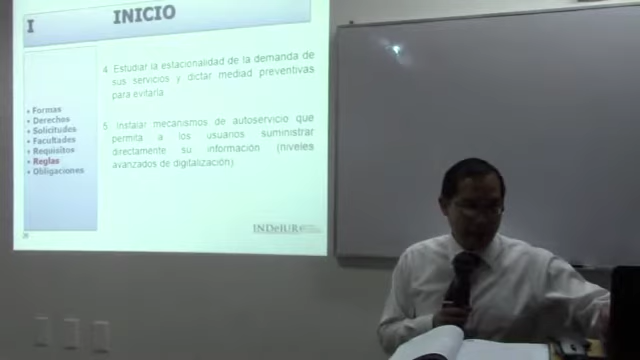 I INICIO
4. Estudiar la estacionalidad de la demanda de
sus servicios y dictar mediad preventivas
para evitarla
5. Instalar mecanismos de autoservicio que
permita a los usuarios suministrar
directamente su información (niveles
avanzados de digitalización)
• Formas
• Derechos
• Solicitudes
• Facultades
• Requisitos
• Reglas
• Obligaciones
INDeIUR